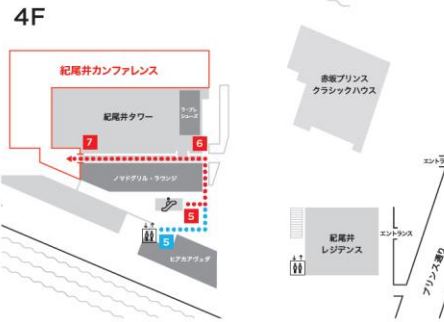 4F
紀尾井カンファレンス
紀尾井タワー
ラ・ブレ
シューズ
7
6
ノマドグリル・ラウンジ
5
5
ヒアカアヴェダ
赤坂プリンス
クラシックハウス
エントラ
紀尾井
レジデンス
エントランス
プリンス通り